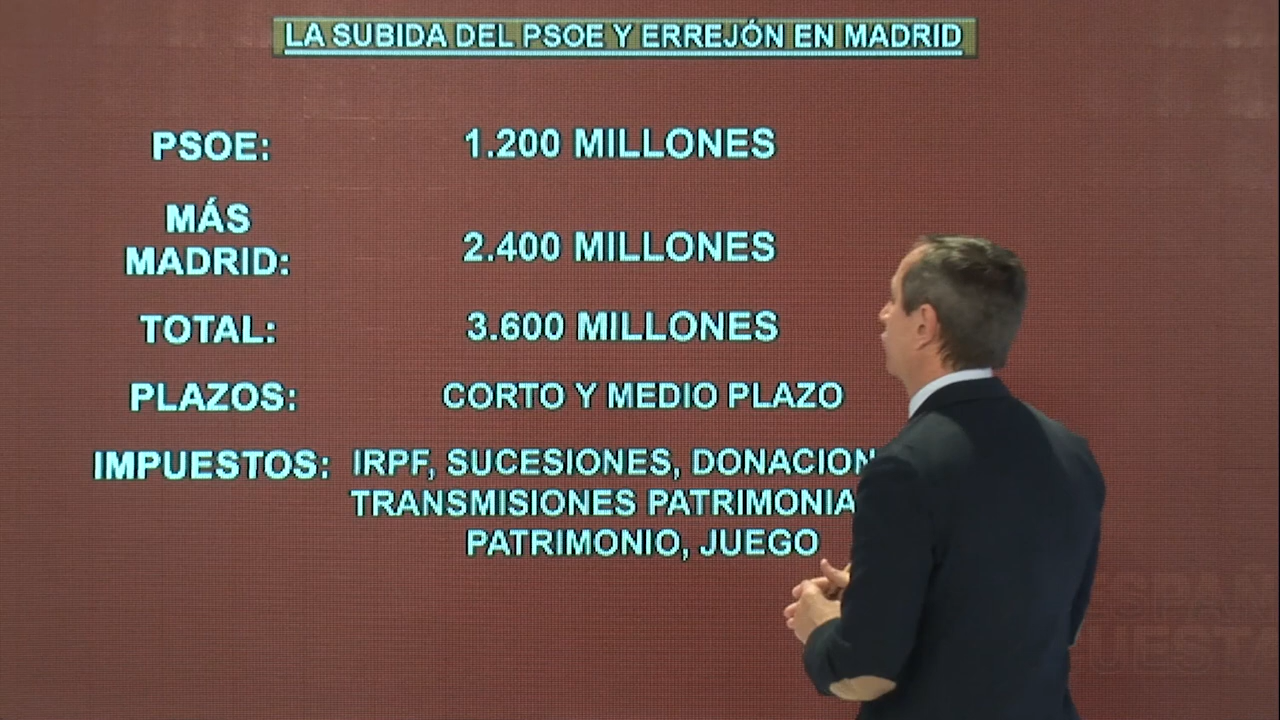 LA SUBIDA DEL PSOE Y ERREJÓN EN MADRID
PSOE: 1.200 MILLONES
MÁS
MADRID: 2.400 MILLONES
TOTAL: 3.600 MILLONES
PLAZOS: CORTO Y MEDIO PLAZO
IMPUESTOS: IRPF, SUCESIONES, DONACION
TRANSMISIONES PATRIMONIA
PATRIMONIO, JUEGO